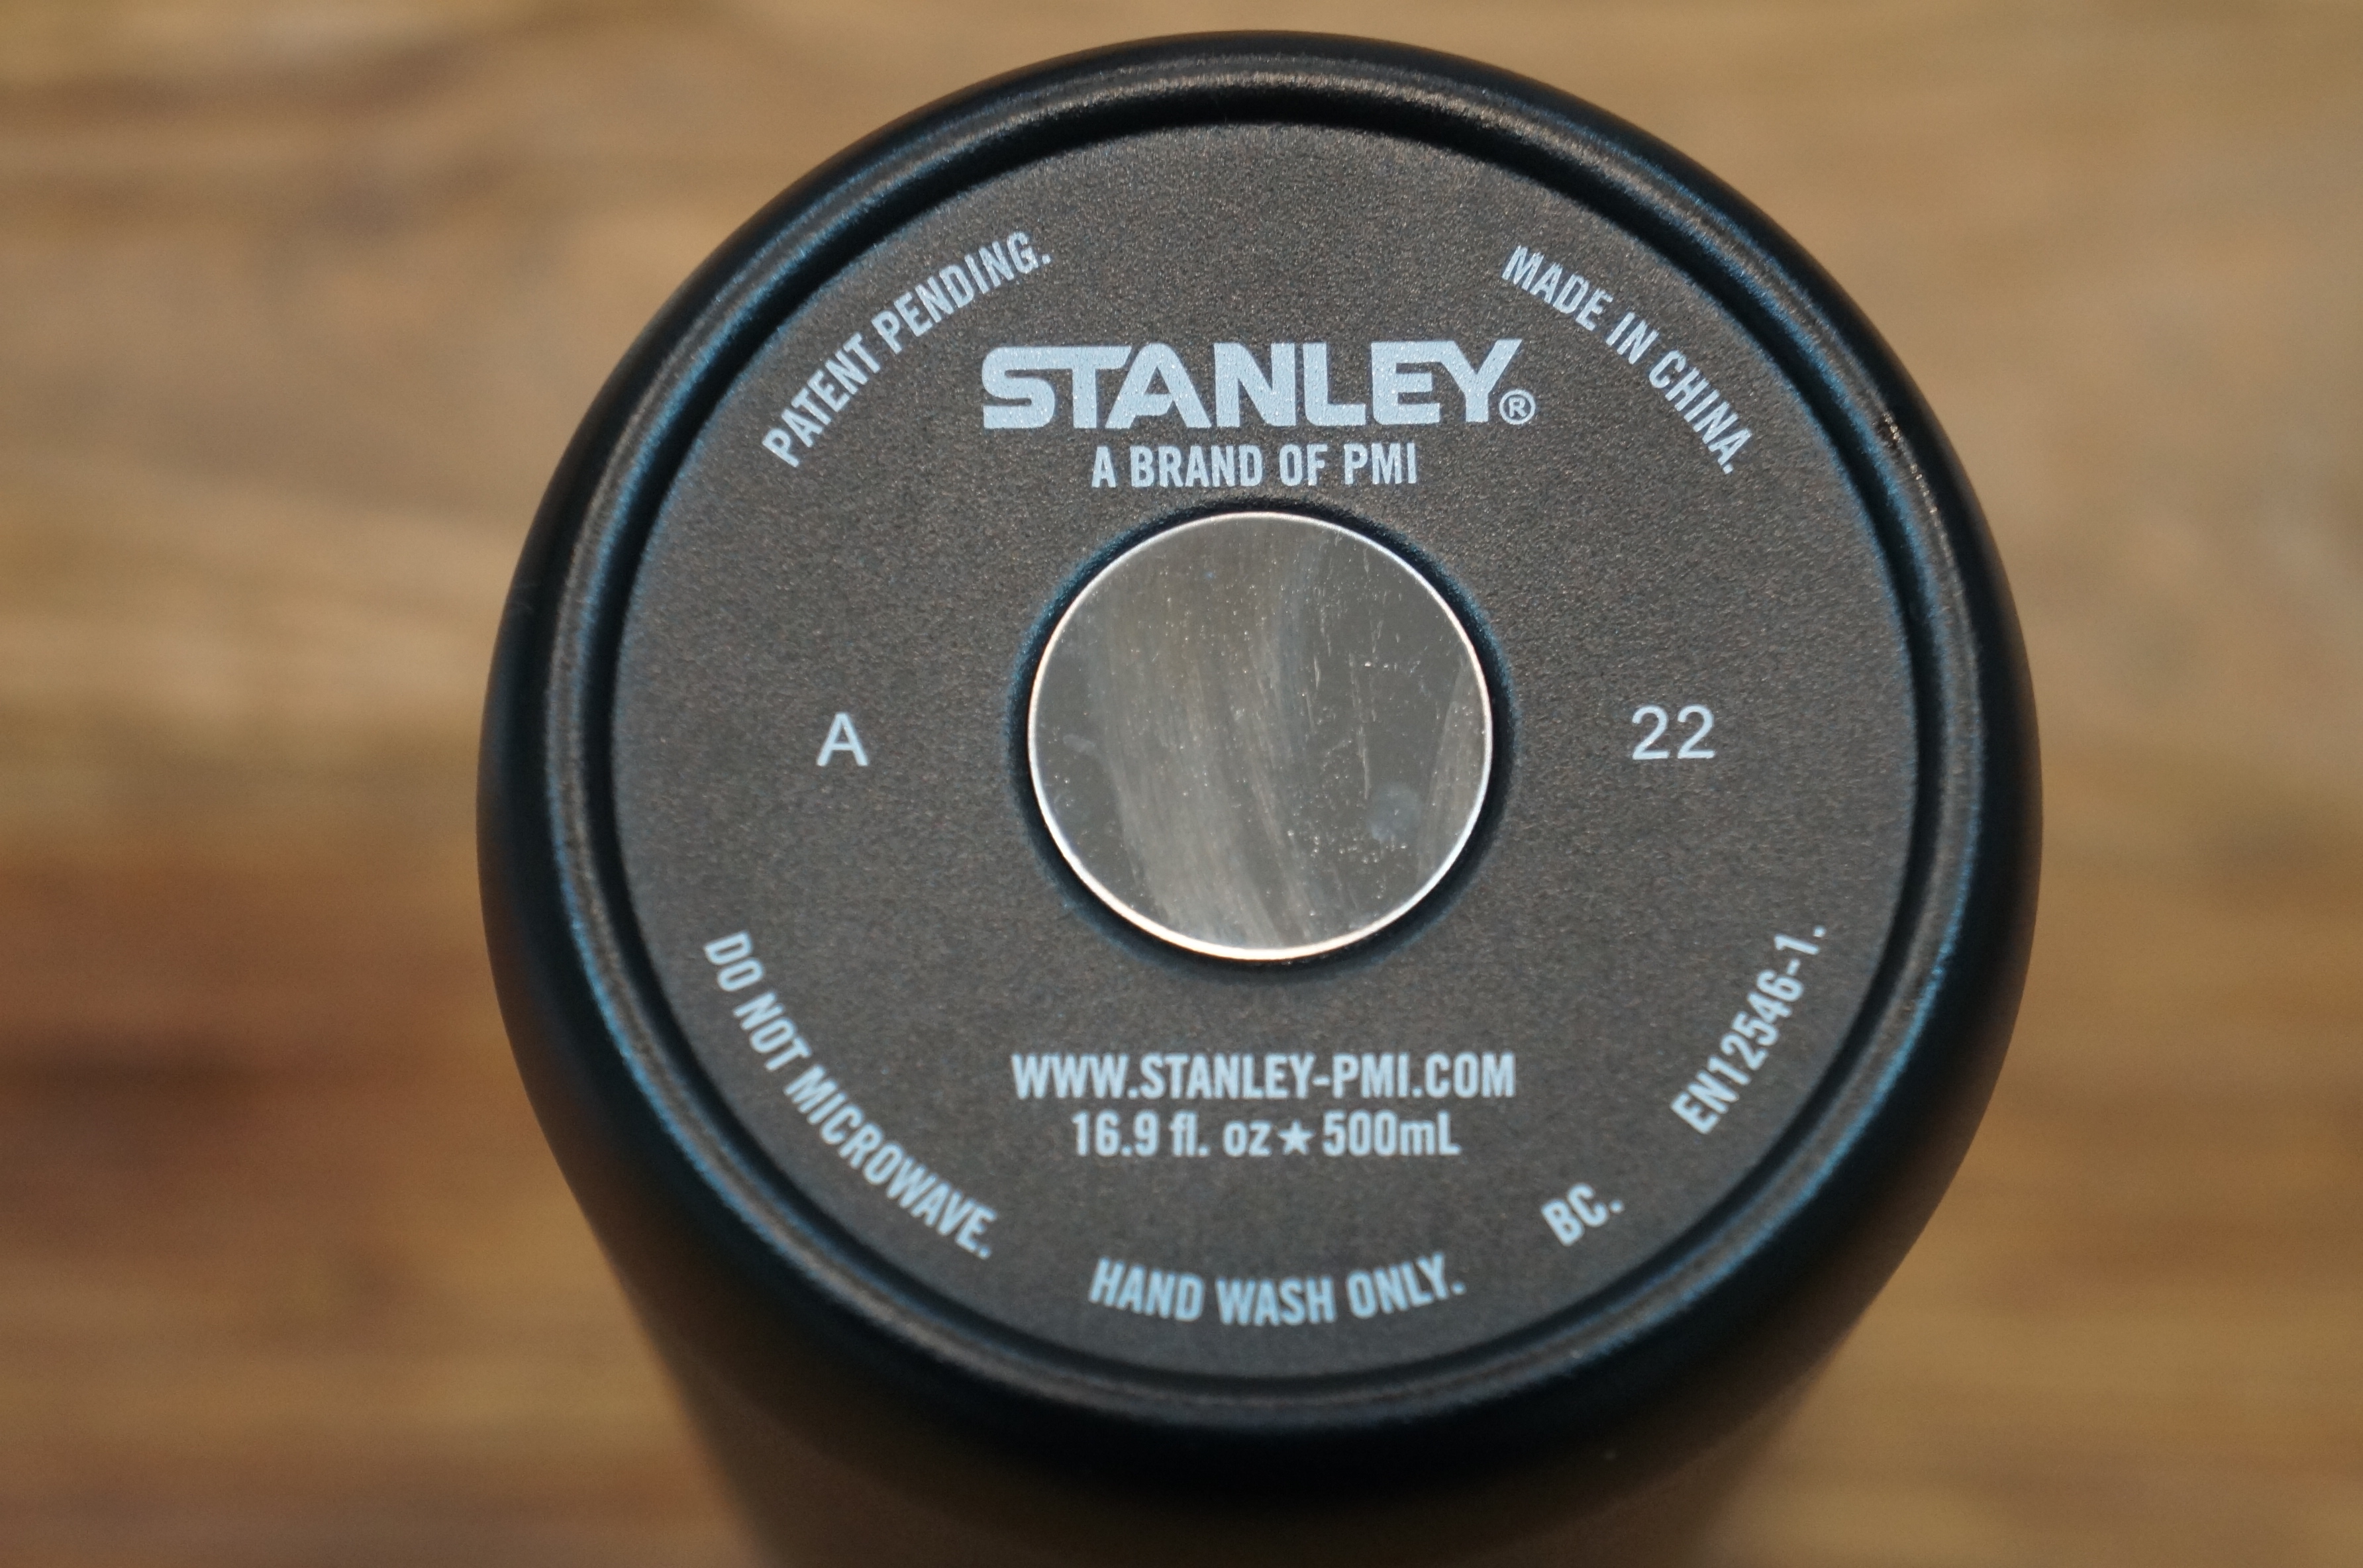 PATENT PENDING.
MADE IN CHINA.
STANLEY®
A BRAND OF PMI
A
22
WWW.STANLEY-PMI.COM
16.9 fl. oz★500mL
DO NOT MICROWAVE.
HAND WASH ONLY.
BC.
EN12546-1.